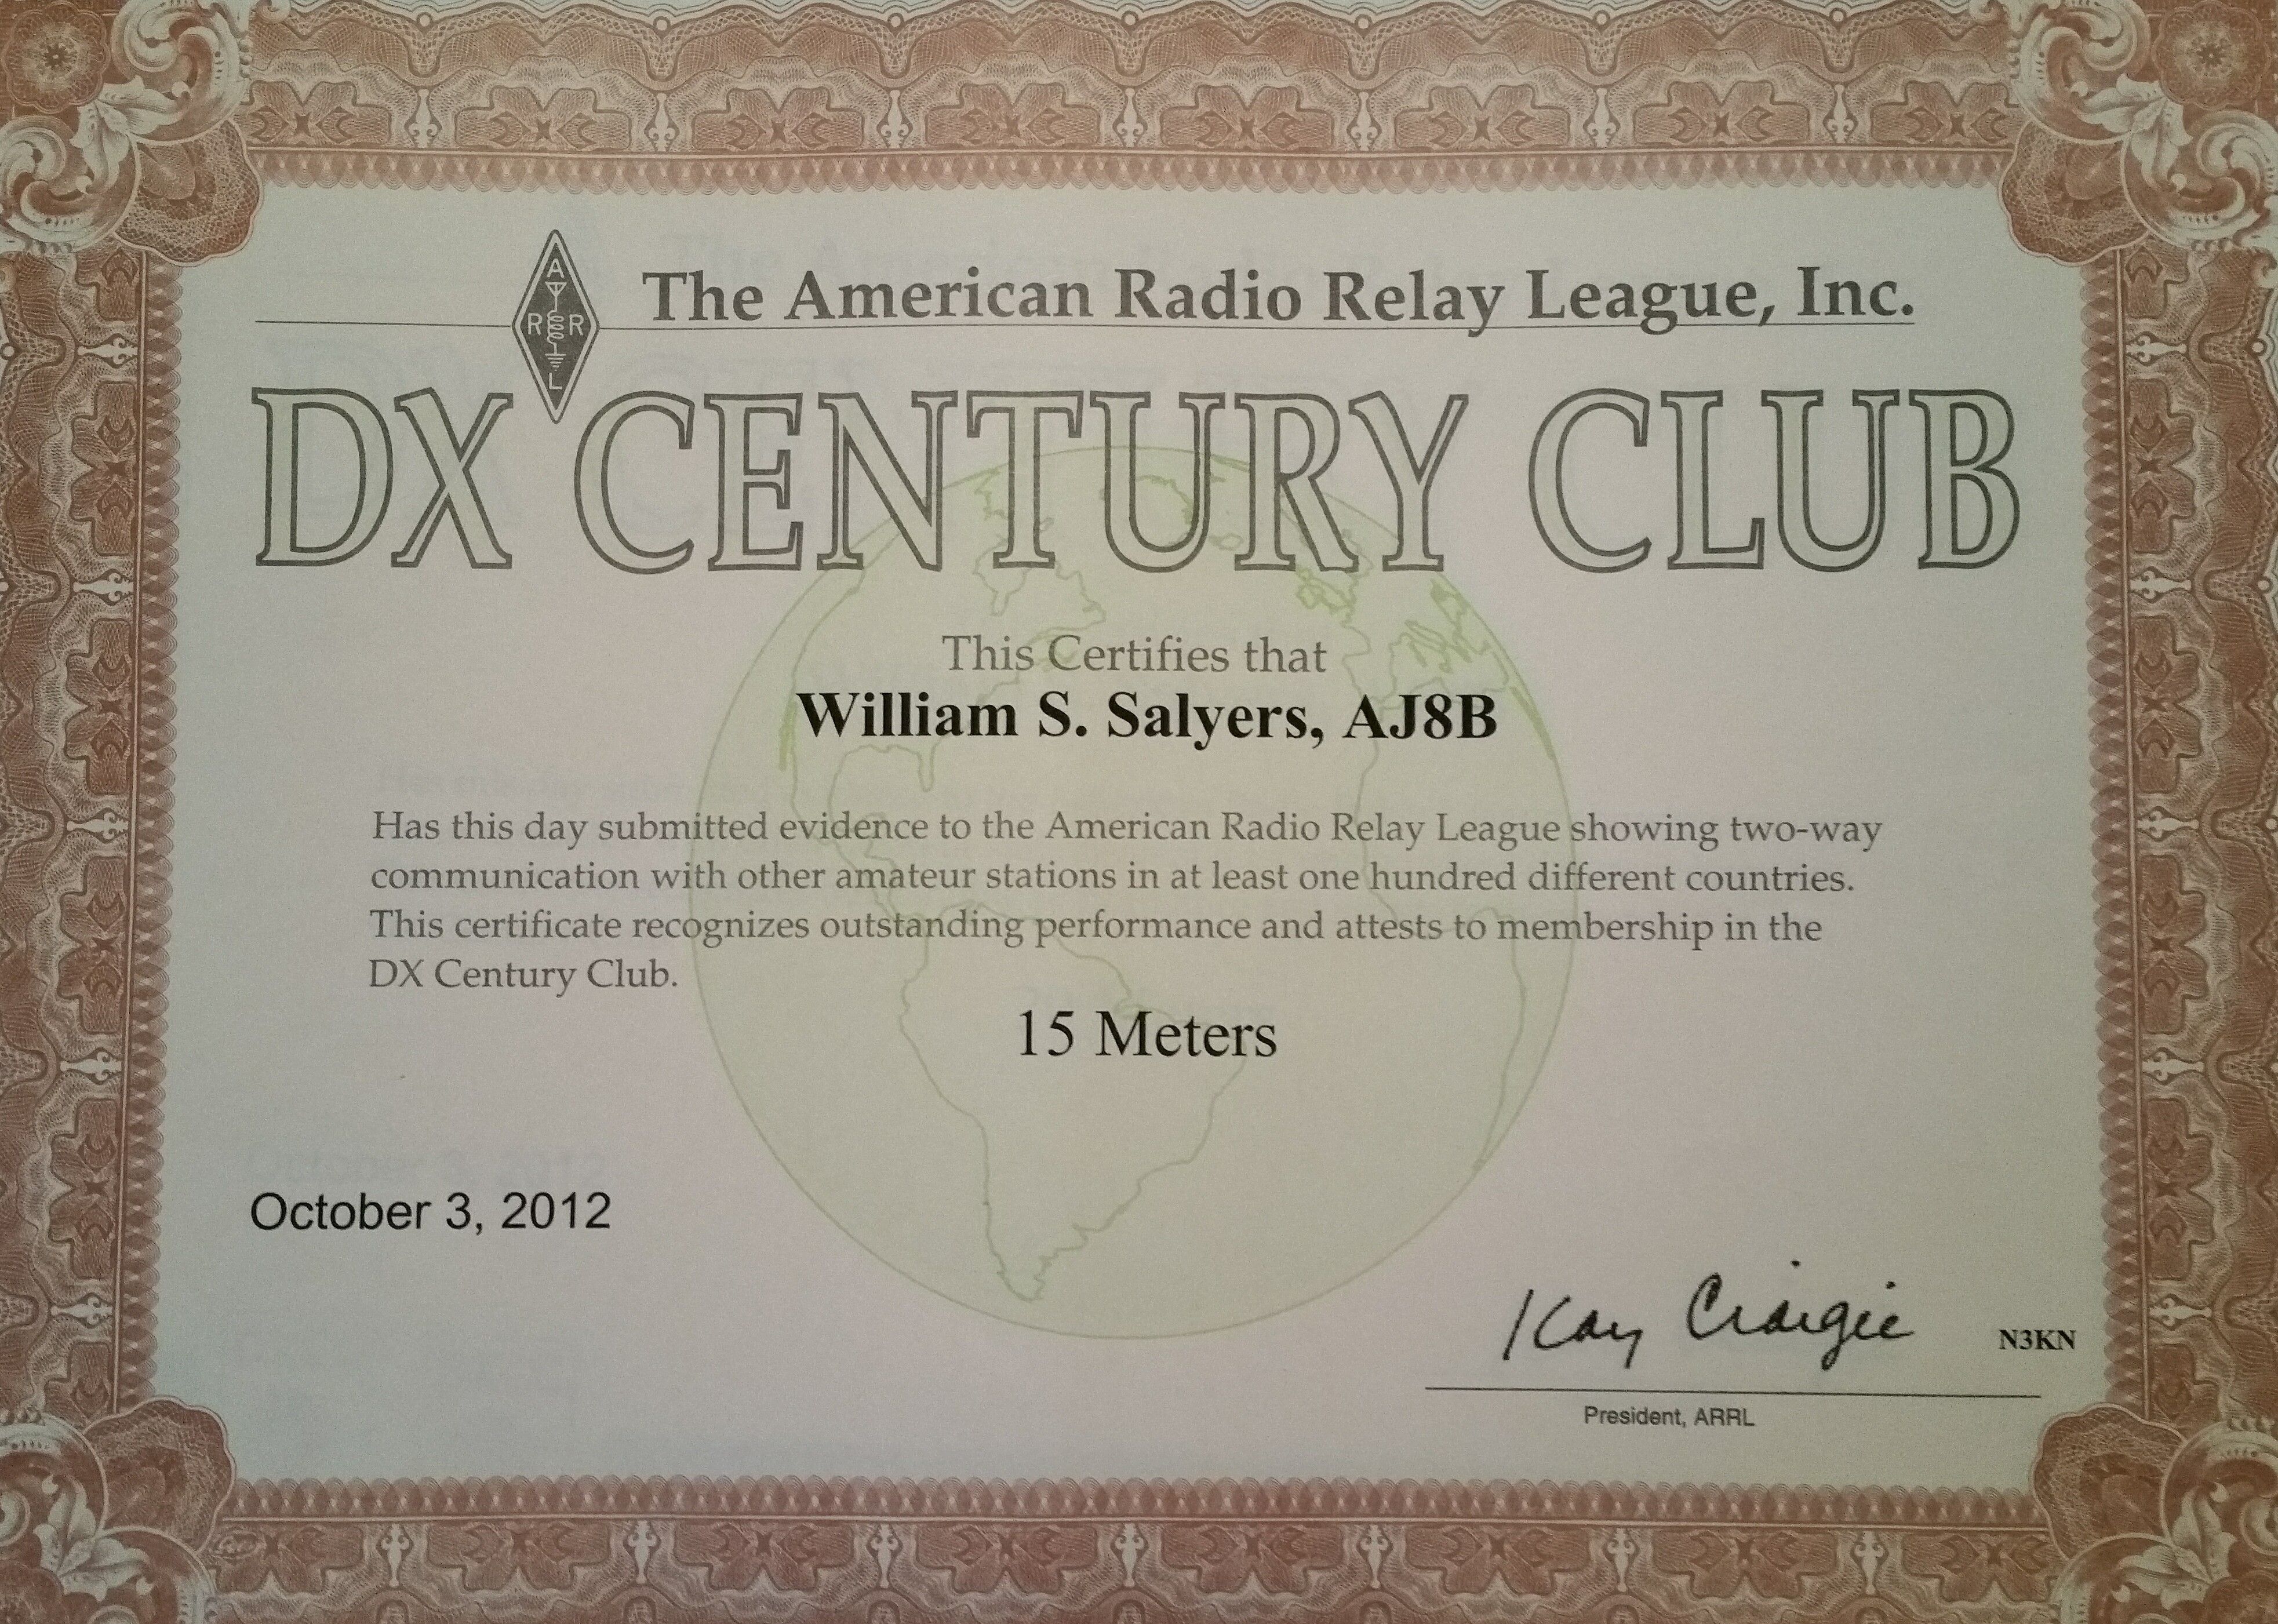 A
R R
L
The American Radio Relay League, Inc.
DX CENTURY CLUB
This Certifies that
William S. Salyers, AJ8B
Has this day submitted evidence to the American Radio Relay League showing two-way
communication with other amateur stations in at least one hundred different countries.
This certificate recognizes outstanding performance and attests to membership in the
DX Century Club.
15 Meters
October 3, 2012
Kay Craigie N3KN
President, ARRL